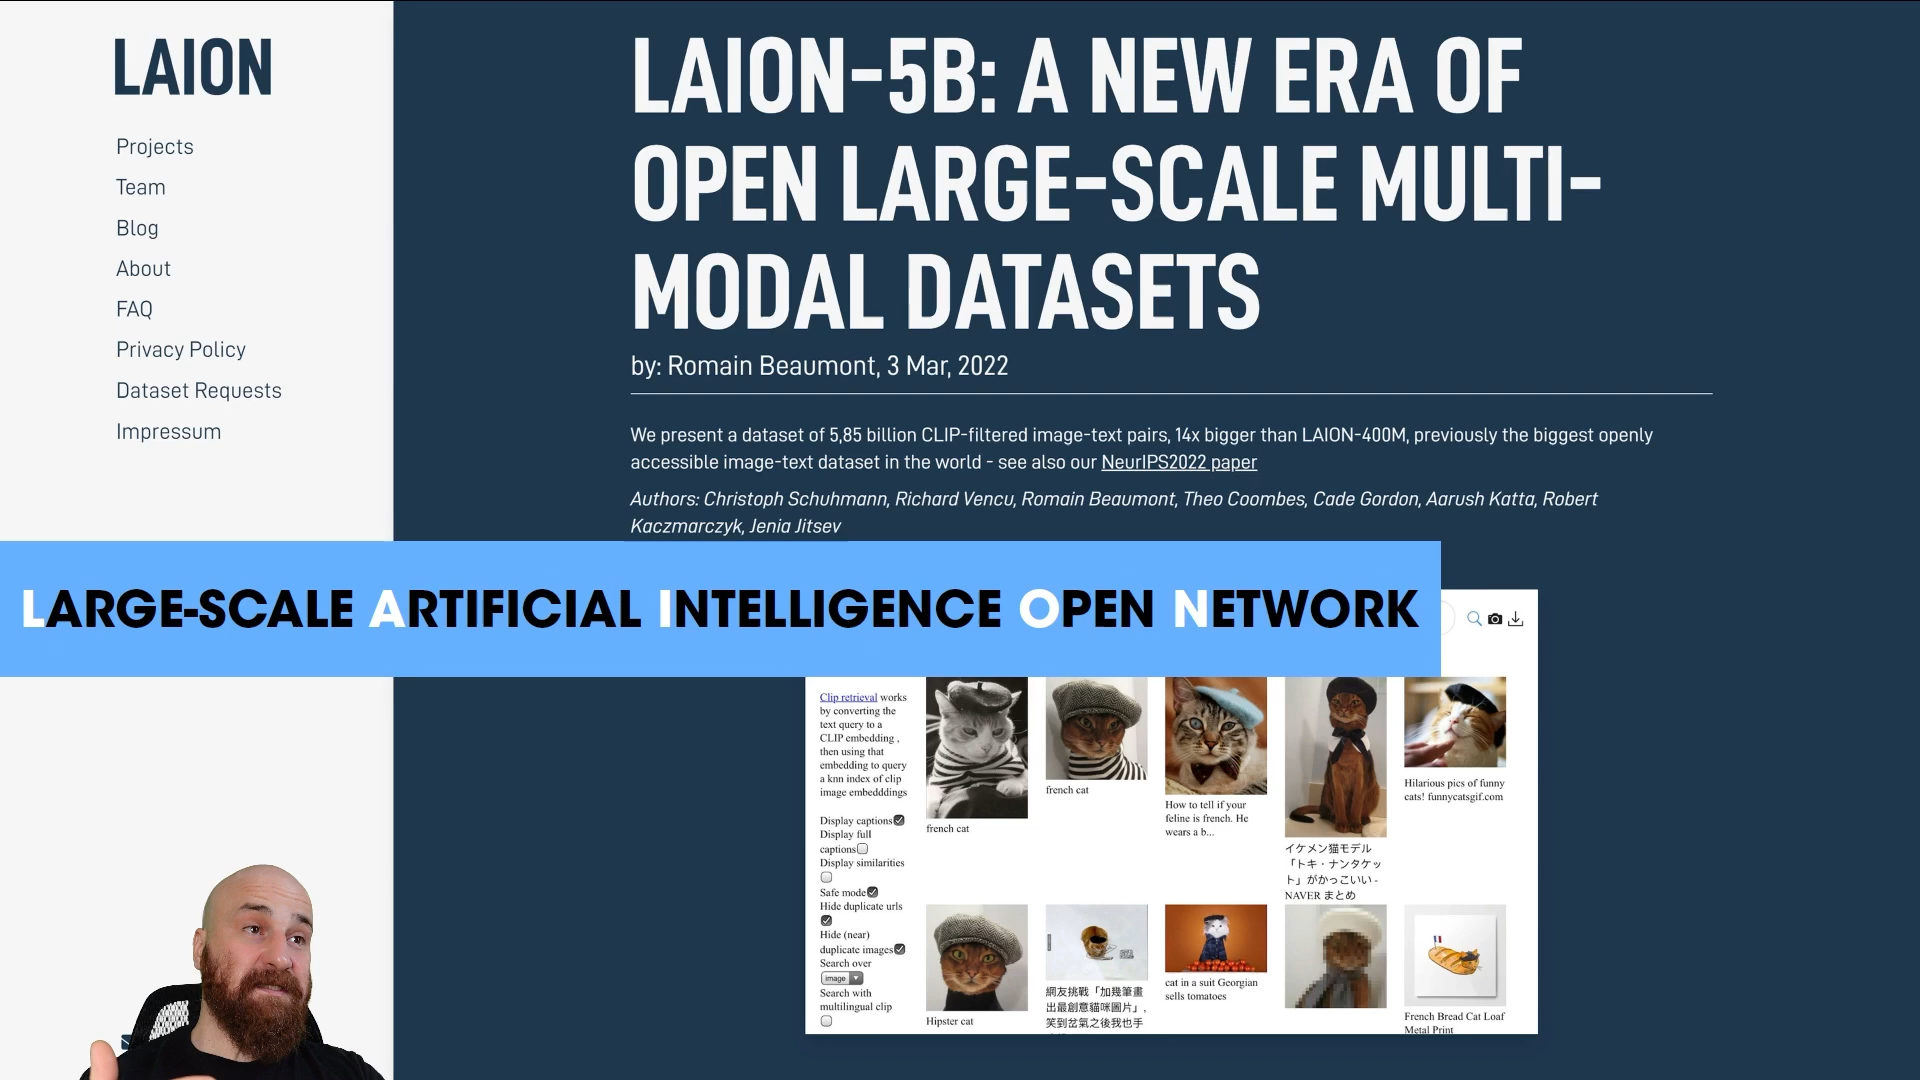 LAION
Projects
Team
Blog
About
FAQ
Privacy Policy
Dataset Requests
Impressum
LAION-5B: A NEW ERA OF
OPEN LARGE-SCALE MULTI-
MODAL DATASETS
by: Romain Beaumont, 3 Mar, 2022
We present a dataset of 5,85 billion CLIP-filtered image-text pairs, 14x bigger than LAION-400M, previously the biggest openly
accessible image-text dataset in the world - see also our NeurIPS2022 paper
Authors: Christoph Schuhmann, Richard Vencu, Romain Beaumont, Theo Coombes, Cade Gordon, Aarush Katta, Robert
Kaczmarczyk, Jenia Jitsev
LARGE-SCALE ARTIFICIAL INTELLIGENCE OPEN NETWORK
Clip retrieval works
by converting the
text query to a
CLIP embedding ,
then using that
embedding to query
a knn index of clip
image embedddings
Display captions
Display full
captions
Display similarities
Safe mode
Hide duplicate urls
Hide (near)
duplicate images
Search over
image
Search with
multilingual clip
french cat
french cat
How to tell if your
feline is french. He
wears a b...
イケメン猫モデル
「トキ・ナンタケッ
ト」がかっこいい -
NAVER まとめ
Hilarious pics of funny
cats! funnycatsgif.com
Hipster cat
網友挑戰「加幾筆畫
出最創意貓咪圖片」,
笑到岔氣之後我也手
cat in a suit Georgian
sells tomatoes
French Bread Cat Loaf
Metal Print